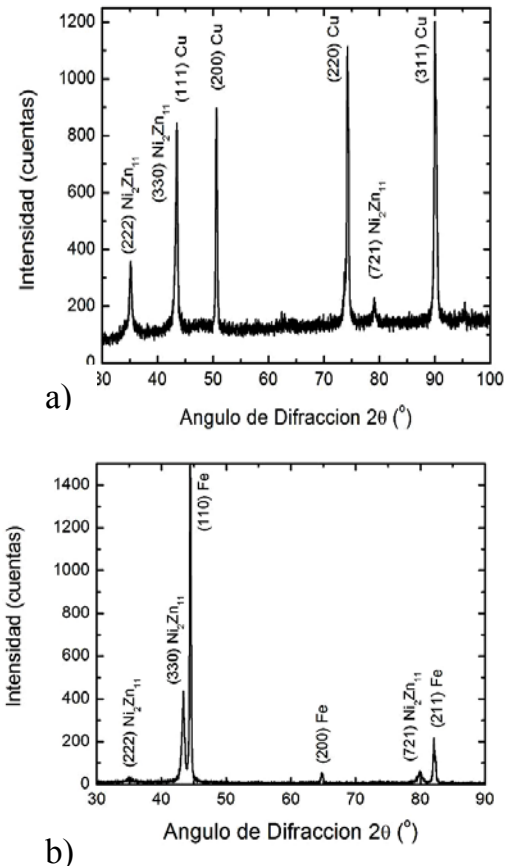 1200
1000
800
600
400
200
0
Intensidad (cuentas)
(222) Ni2Zn11
(330) Ni2Zn11
(111) Cu
(200) Cu
(220) Cu
(721) Ni2Zn11
(311) Cu
30 40 50 60 70 80 90 100
Angulo de Difraccion 2θ (°)
a)
1400
1200
1000
800
600
400
200
0
Intensidad (cuentas)
(222) Ni2Zn11
(330) Ni2Zn11
(110) Fe
(200) Fe
(721) Ni2Zn11
(211) Fe
30 40 50 60 70 80 90
Angulo de Difraccion 2θ (°)
b)